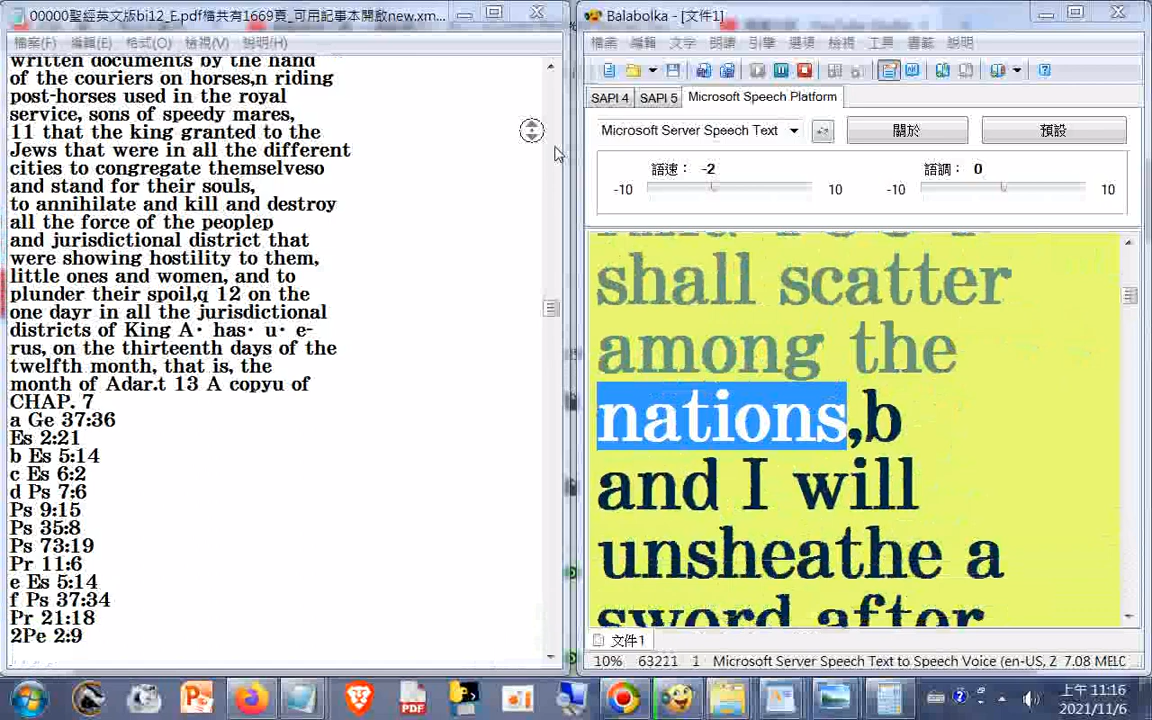 00000聖經英文版bi12_E.pdf檔共有1669頁_可用記事本開啟new.xm...
檔案(F) 編輯(E) 格式(O) 檢視(V) 說明(H)
written documents by the hand
of the couriers on horses,n riding
post-horses used in the royal
service, sons of speedy mares,
11 that the king granted to the
Jews that were in all the different
cities to congregate themselveso
and stand for their souls,
to annihilate and kill and destroy
all the force of the peoplep
and jurisdictional district that
were showing hostility to them,
little ones and women, and to
plunder their spoil,q 12 on the
one dayr in all the jurisdictional
districts of King A· has· u· e-
rus, on the thirteenth days of the
twelfth month, that is, the
month of Adar.t 13 A copyu of
CHAP. 7
a Ge 37:36
Es 2:21
b Es 5:14
c Es 6:2
d Ps 7:6
Ps 9:15
Ps 35:8
Ps 73:19
Pr 11:6
e Es 5:14
f Ps 37:34
Pr 21:18
2Pe 2:9
Balabolka - [文件1]
檔案 編輯 文字 朗讀 引擎 選項 檢視 工具 書籤 說明
SAPI 4 SAPI 5 Microsoft Speech Platform
Microsoft Server Speech Text 關於 預設
語速: -2 語調: 0
-10 10 -10 10
shall scatter
among the
nations,b
and I will
unsheathe a
sword after
文件1
10% 63221 1 Microsoft Server Speech Text to Speech Voice (en-US, Z 7.08 MELC
上午 11:16
2021/11/6